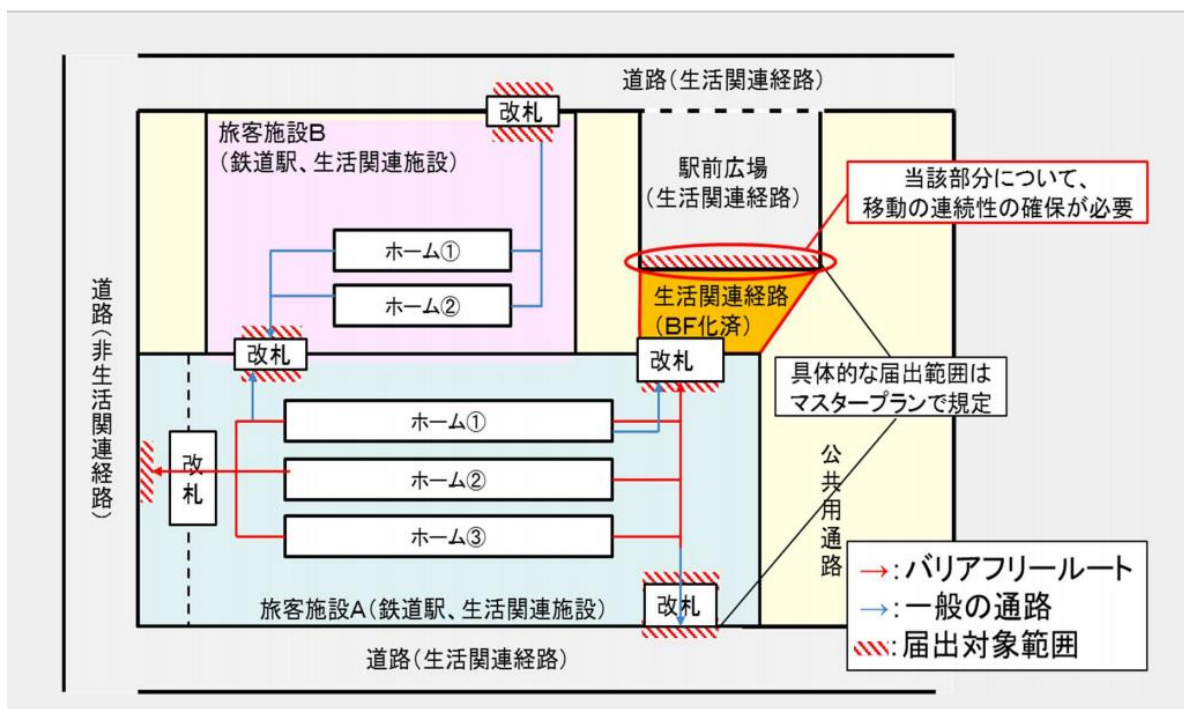 道路(生活関連経路)
改札
旅客施設B
(鉄道駅、生活関連施設)
駅前広場
(生活関連経路)
当該部分について、
移動の連続性の確保が必要
ホーム①
ホーム②
生活関連経路
(BF化済)
道路(非生活関連経路)
改札
改札
具体的な届出範囲は
マスタープランで規定
ホーム①
改札
ホーム②
ホーム③
公共用通路
旅客施設A(鉄道駅、生活関連施設)
改札
道路(生活関連経路)
→:バリアフリールート
→:一般の通路
:届出対象範囲